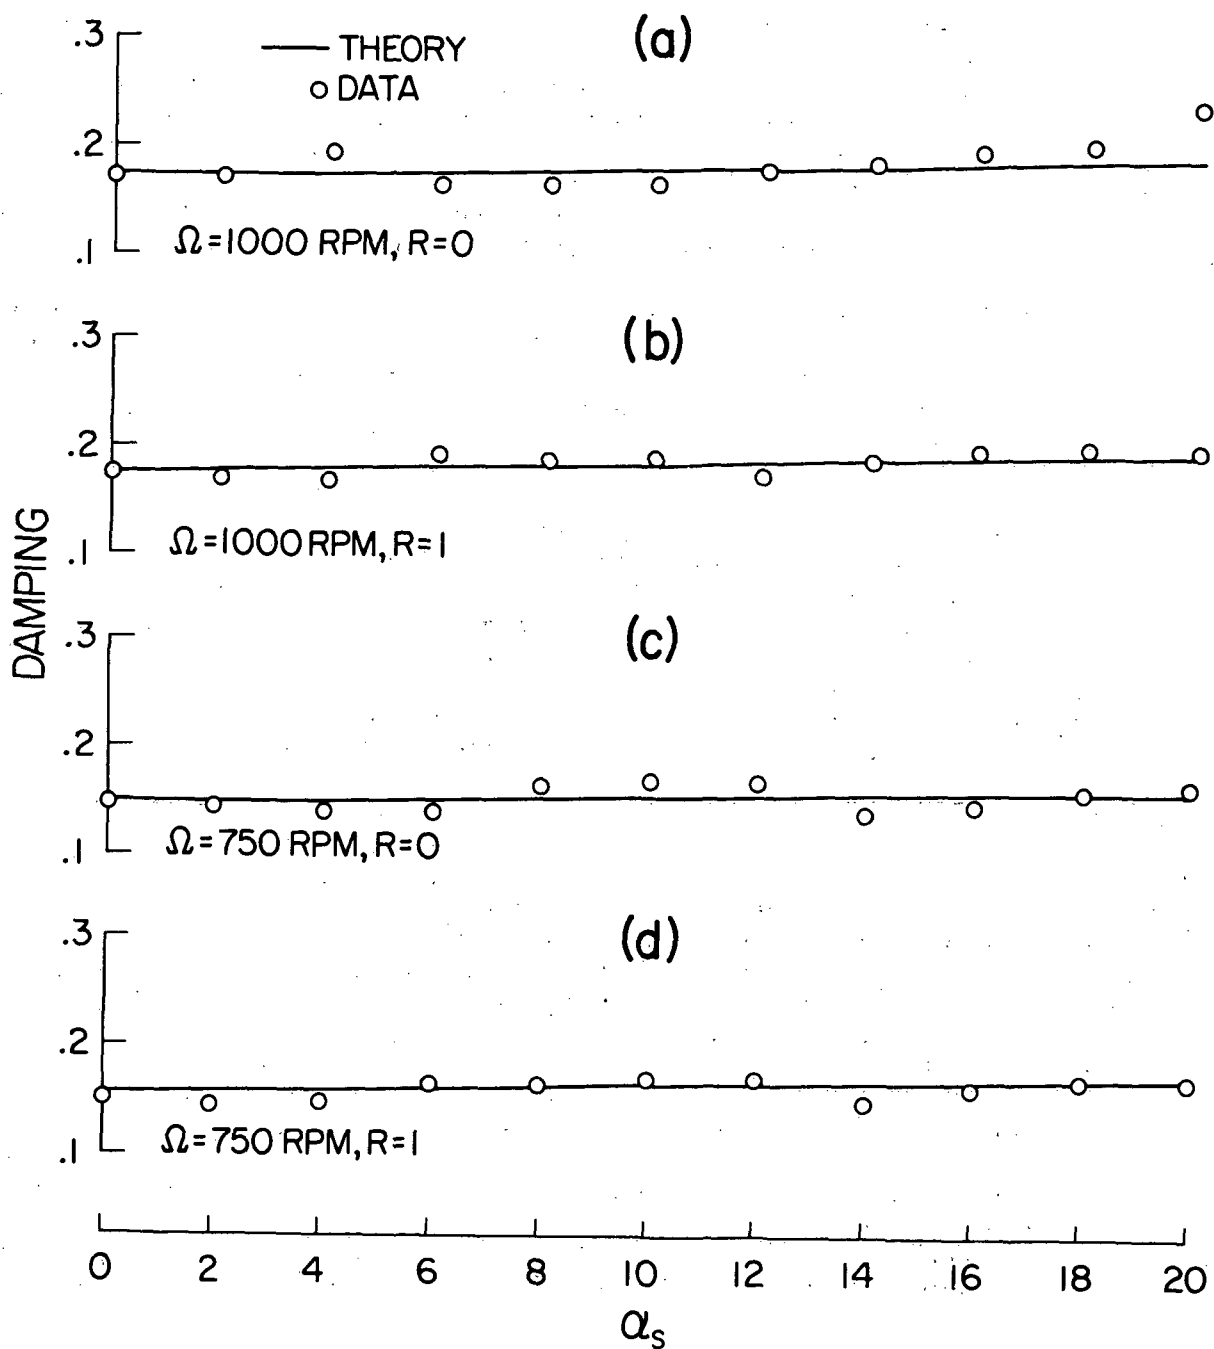 (a)
.3
— THEORY
○ DATA
.2
.1
Ω=1000 RPM, R=0
(b)
.3
.2
.1
Ω=1000 RPM, R=1
DAMPING
(c)
.3
.2
.1
Ω=750 RPM, R=0
(d)
.3
.2
.1
Ω=750 RPM, R=1
0 2 4 6 8 10 12 14 16 18 20
αs